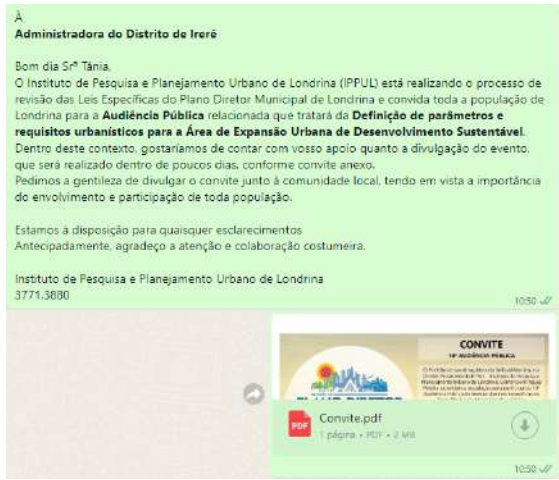 À
Administradora do Distrito de Irerê
Bom dia Srª Tânia,
O Instituto de Pesquisa e Planejamento Urbano de Londrina (IPPUL) está realizando o processo de
revisão das Leis Específicas do Plano Diretor Municipal de Londrina e convida toda a população de
Londrina para a Audiência Pública relacionada que tratará da Definição de parâmetros e
requisitos urbanísticos para a Área de Expansão Urbana de Desenvolvimento Sustentável.
Dentro deste contexto, gostaríamos de contar com vosso apoio quanto a divulgação do evento,
que será realizado dentro de poucos dias, conforme convite anexo.
Pedimos a gentileza de divulgar o convite junto à comunidade local, tendo em vista a importância
do envolvimento e participação de toda população.
Estamos à disposição para quaisquer esclarecimentos
Antecipadamente, agradeço a atenção e colaboração costumeira.
Instituto de Pesquisa e Planejamento Urbano de Londrina
3771.3880
10:50
CONVITE
AUDIÊNCIA PÚBLICA
PLANO DIRETOR
PDF
Convite.pdf
1 página • PDF • 2 MB
10:50